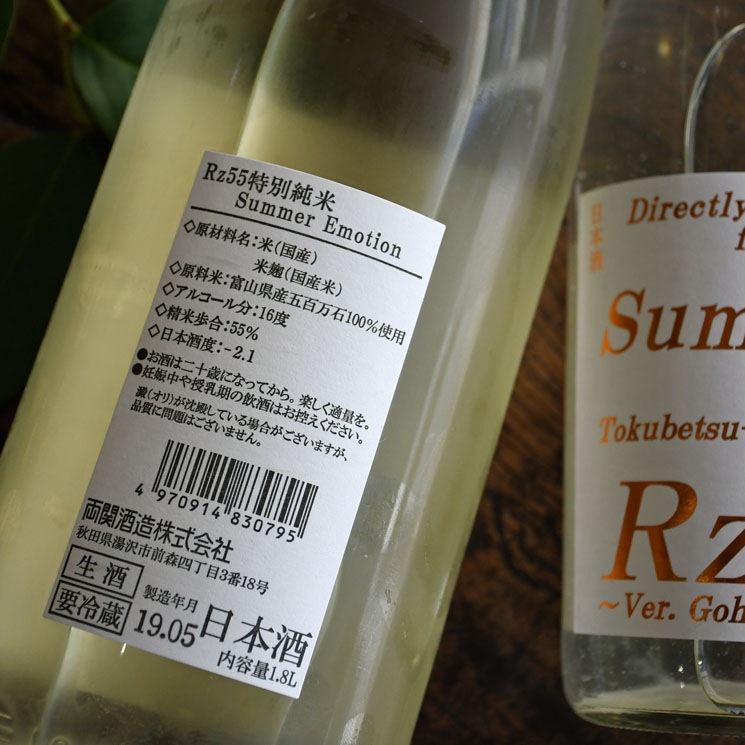 Rz55特別純米
Summer Emotion
◇原材料名:米(国産)
米麹(国産米)
◇原料米:富山県産五百万石100%使用
◇アルコール分:16度
◇精米歩合:55%
◇日本酒度:-2.1
●お酒は二十歳になってから。楽しく適量を。
●妊娠中や授乳期の飲酒はお控えください。
澱(オリ)が沈殿している場合がございますが、
品質に問題はございません。
4 970914 830795
両関酒造株式会社
秋田県湯沢市前森四丁目3番18号
生酒
要冷蔵
製造年月
19.05
日本酒
内容量1.8L
日本酒
Directly
f
Sum
Tokubetsu-
Rz
~Ver. Goh